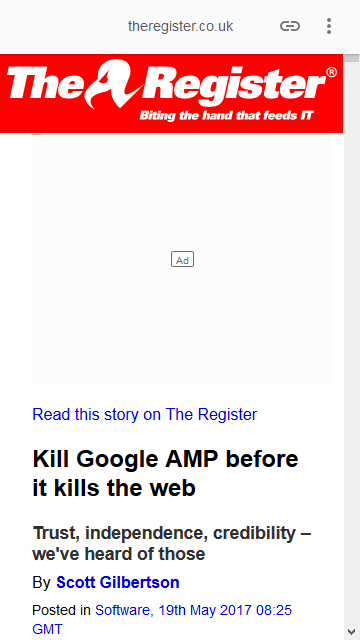 theregister.co.uk
The Register®
Biting the hand that feeds IT
Ad
Read this story on The Register
Kill Google AMP before
it kills the web
Trust, independence, credibility –
we've heard of those
By Scott Gilbertson
Posted in Software, 19th May 2017 08:25
GMT